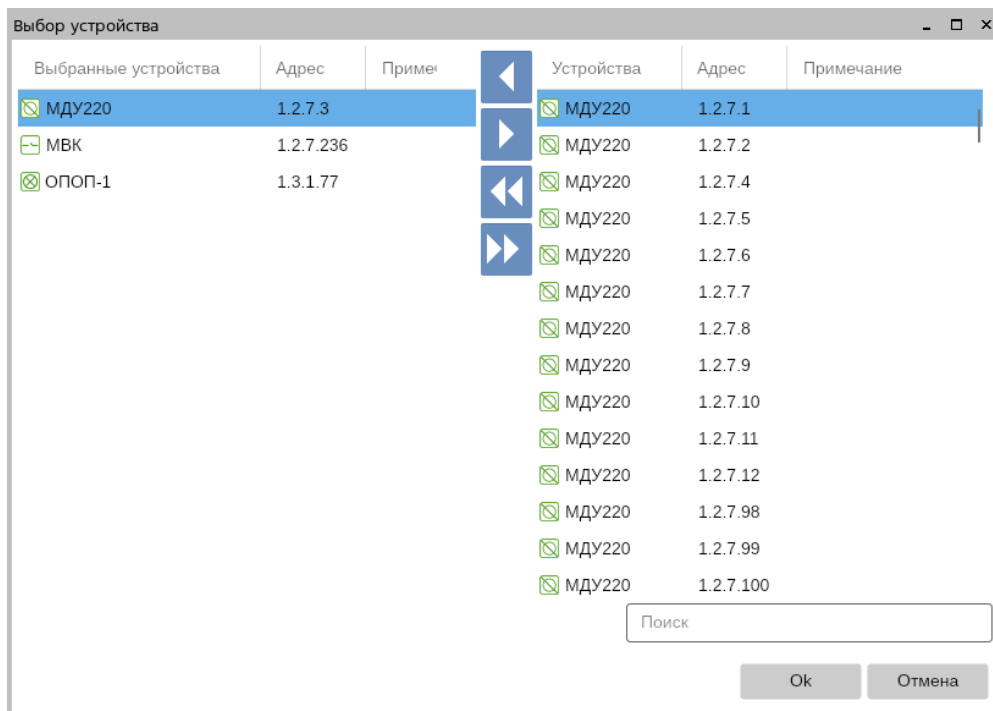 Выбор устройства
Выбранные устройства Адрес Примеч Устройства Адрес Примечание
МДУ220 1.2.7.3 МДУ220 1.2.7.1
МВК 1.2.7.236 МДУ220 1.2.7.2
ОПОП-1 1.3.1.77 МДУ220 1.2.7.4
МДУ220 1.2.7.5
МДУ220 1.2.7.6
МДУ220 1.2.7.7
МДУ220 1.2.7.8
МДУ220 1.2.7.9
МДУ220 1.2.7.10
МДУ220 1.2.7.11
МДУ220 1.2.7.12
МДУ220 1.2.7.98
МДУ220 1.2.7.99
МДУ220 1.2.7.100
Поиск
Ok Отмена